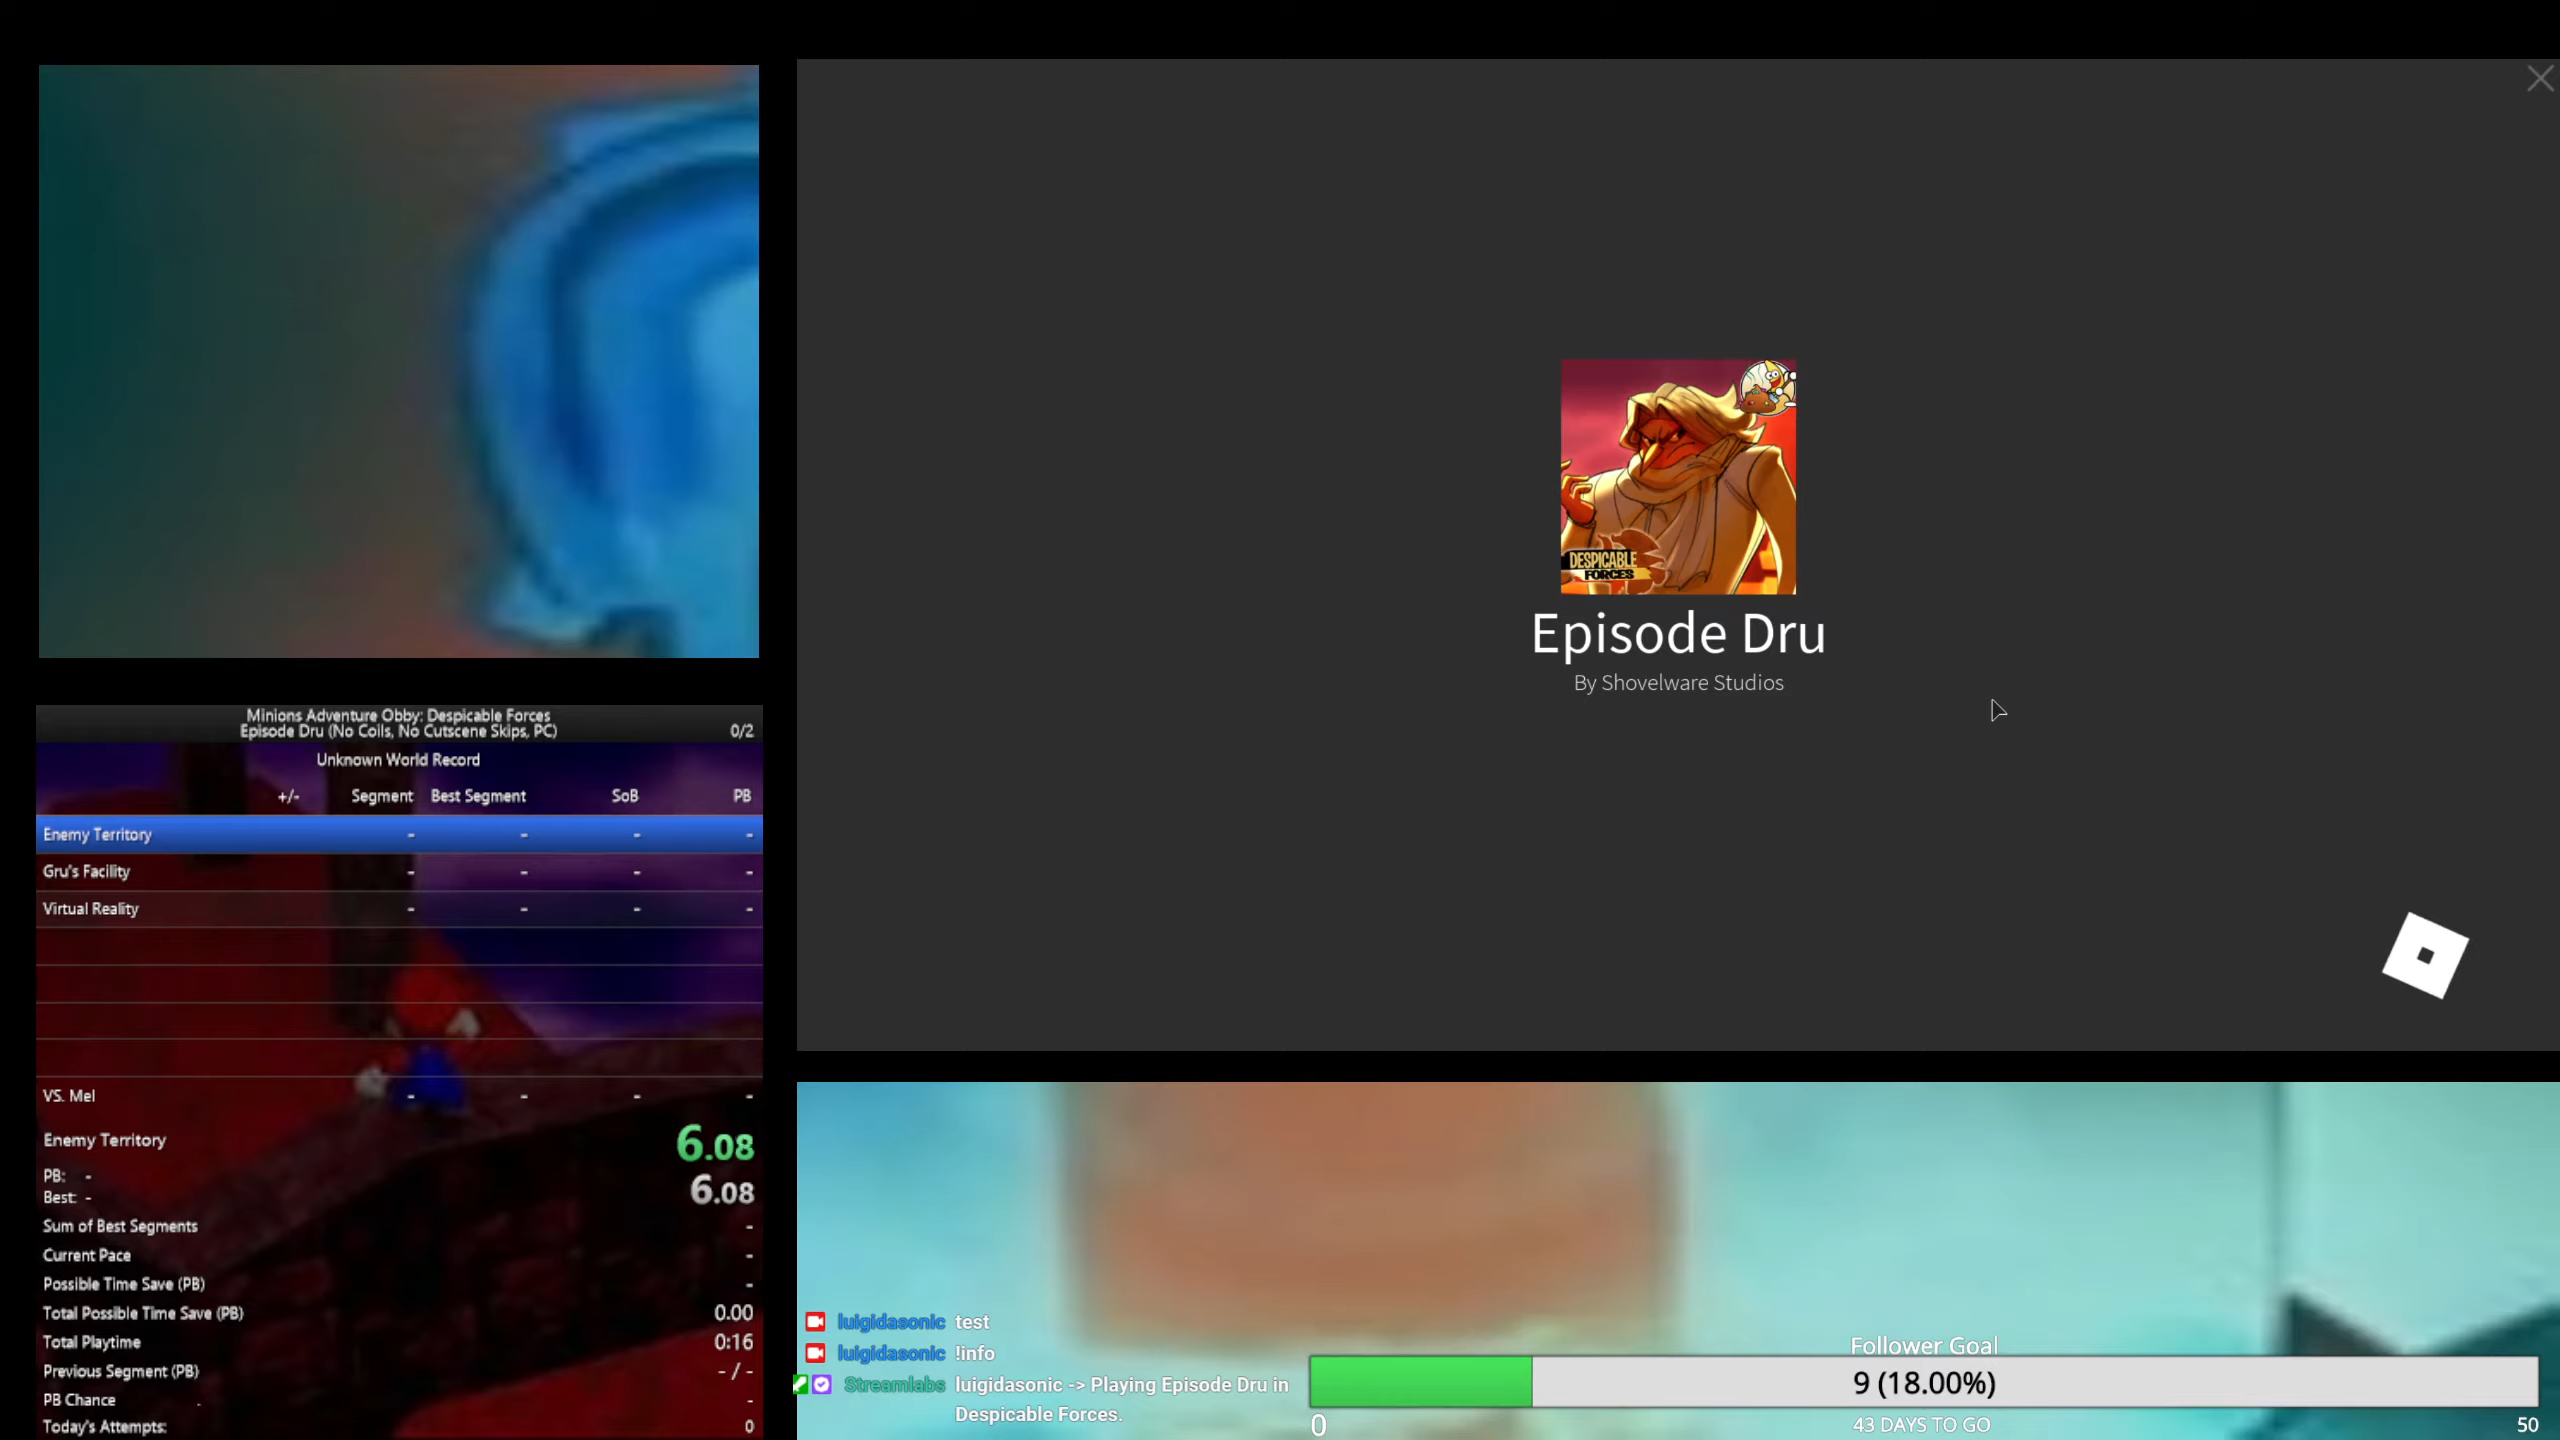 DESPICABLE
FORCES
Episode Dru
By Shovelware Studios
Minions Adventure Obby: Despicable Forces
Episode Dru (No Coils, No Cutscene Skips, PC) 0/2
Unknown World Record
+/- Segment Best Segment SoB PB
Enemy Territory - - - -
Gru's Facility - - - -
Virtual Reality - - - -
VS. Mel - - - -
Enemy Territory 6.08
PB: -
6.08
Best: -
Sum of Best Segments -
Current Pace -
Possible Time Save (PB) -
Total Possible Time Save (PB) 0.00
Total Playtime 0:16
Previous Segment (PB) - / -
PB Chance -
Today's Attempts: 0
luigidasonic test
luigidasonic !info
Streamlabs luigidasonic -> Playing Episode Dru in
Despicable Forces.
Follower Goal
9 (18.00%)
0 43 DAYS TO GO 50